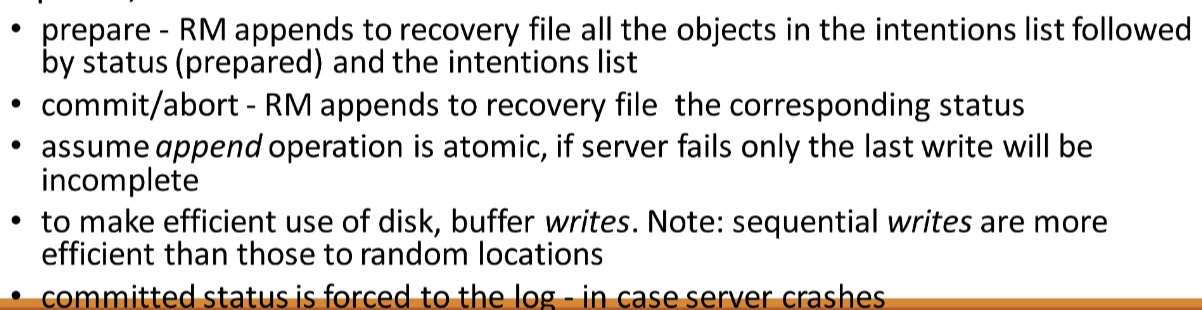 • prepare - RM appends to recovery file all the objects in the intentions list followed
by status (prepared) and the intentions list
• commit/abort - RM appends to recovery file  the corresponding status
• assume append operation is atomic, if server fails only the last write will be
incomplete
• to make efficient use of disk, buffer writes. Note: sequential writes are more
efficient than those to random locations
• committed status is forced to the log - in case server crashes